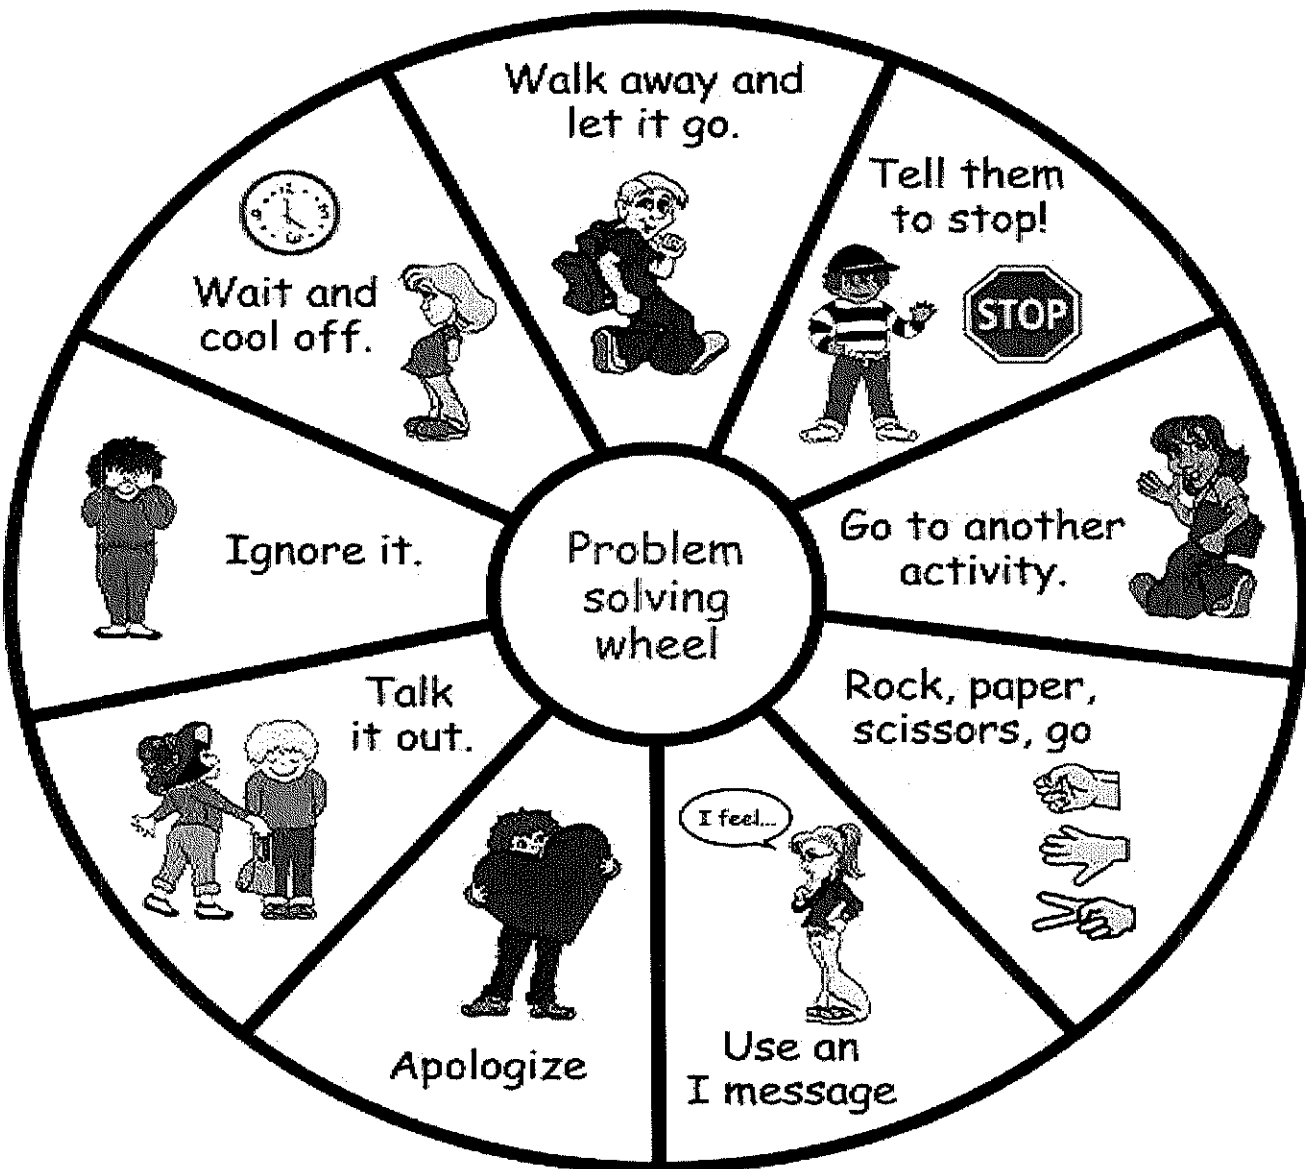 Problem
solving
wheel
Walk away and
let it go.
Tell them
to stop!
STOP
Go to another
activity.
Rock, paper,
scissors, go
I feel...
Use an
I message
Apologize
Talk
it out.
Ignore it.
Wait and
cool off.